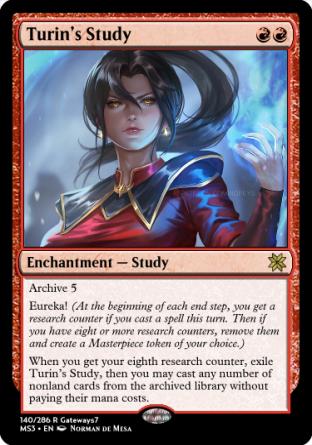 Turin's Study
Enchantment — Study
Archive 5
Eureka! (At the beginning of each end step, you get a
research counter if you cast a spell this turn. Then if
you have eight or more research counters, remove them
and create a Masterpiece token of your choice.)
When you get your eighth research counter, exile
Turin's Study, then you may cast any number of
nonland cards from the archived library without
paying their mana costs.
140/286 R Gateways7
MS3 • EN Norman de Mesa